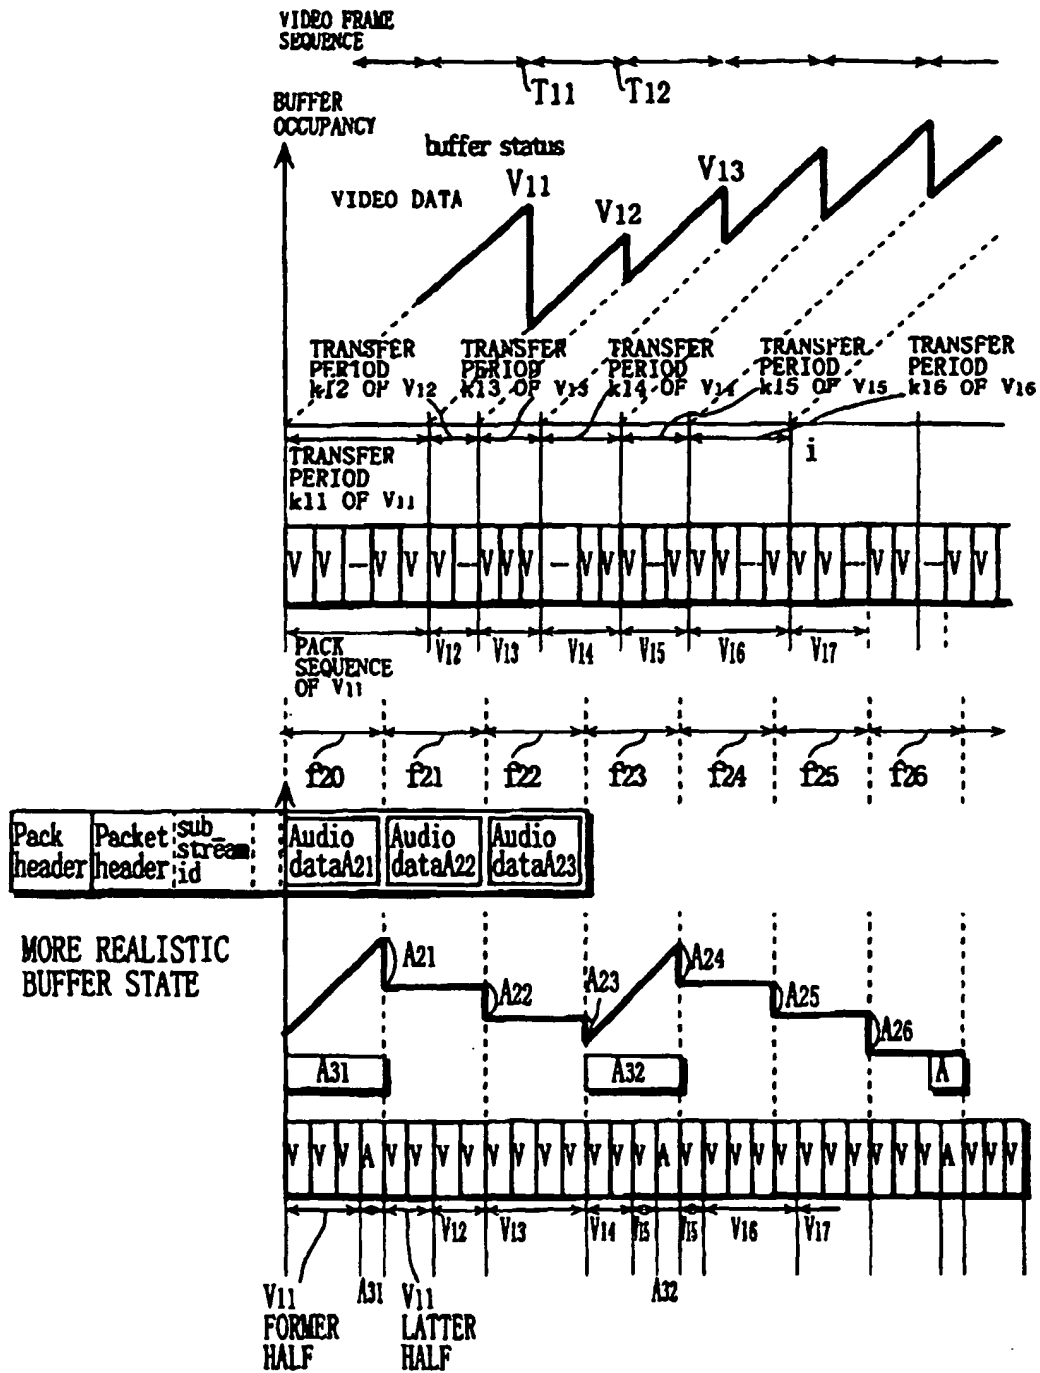 VIDEO FRAME
SEQUENCE
T11
T12
BUFFER
OCCUPANCY
buffer status
VIDEO DATA
V11
V12
V13
TRANSFER
PERIOD
k12 OF V12
TRANSFER
PERIOD
k13 OF V13
TRANSFER
PERIOD
k14 OF V14
TRANSFER
PERIOD
k15 OF V15
TRANSFER
PERIOD
k16 OF V16
TRANSFER
PERIOD
k11 OF V11
i
V V — V V V — V V V — V V V — V V V — V V V — V V — V V
PACK
SEQUENCE
OF V11
V12 V13 V14 V15 V16 V17
f20 f21 f22 f23 f24 f25 f26
Pack
header
Packet
header
sub_
stream
id
Audio
dataA21
Audio
dataA22
Audio
dataA23
MORE REALISTIC
BUFFER STATE
A21
A22
A23
A24
A25
A26
A31
A32
A
V V V A V V V V V V V V V V V A V V V V V V V V V V V A V V V
V12 V13 V14 V15 V15 V16 V17
V11
FORMER
HALF
A31
V11
LATTER
HALF
A32